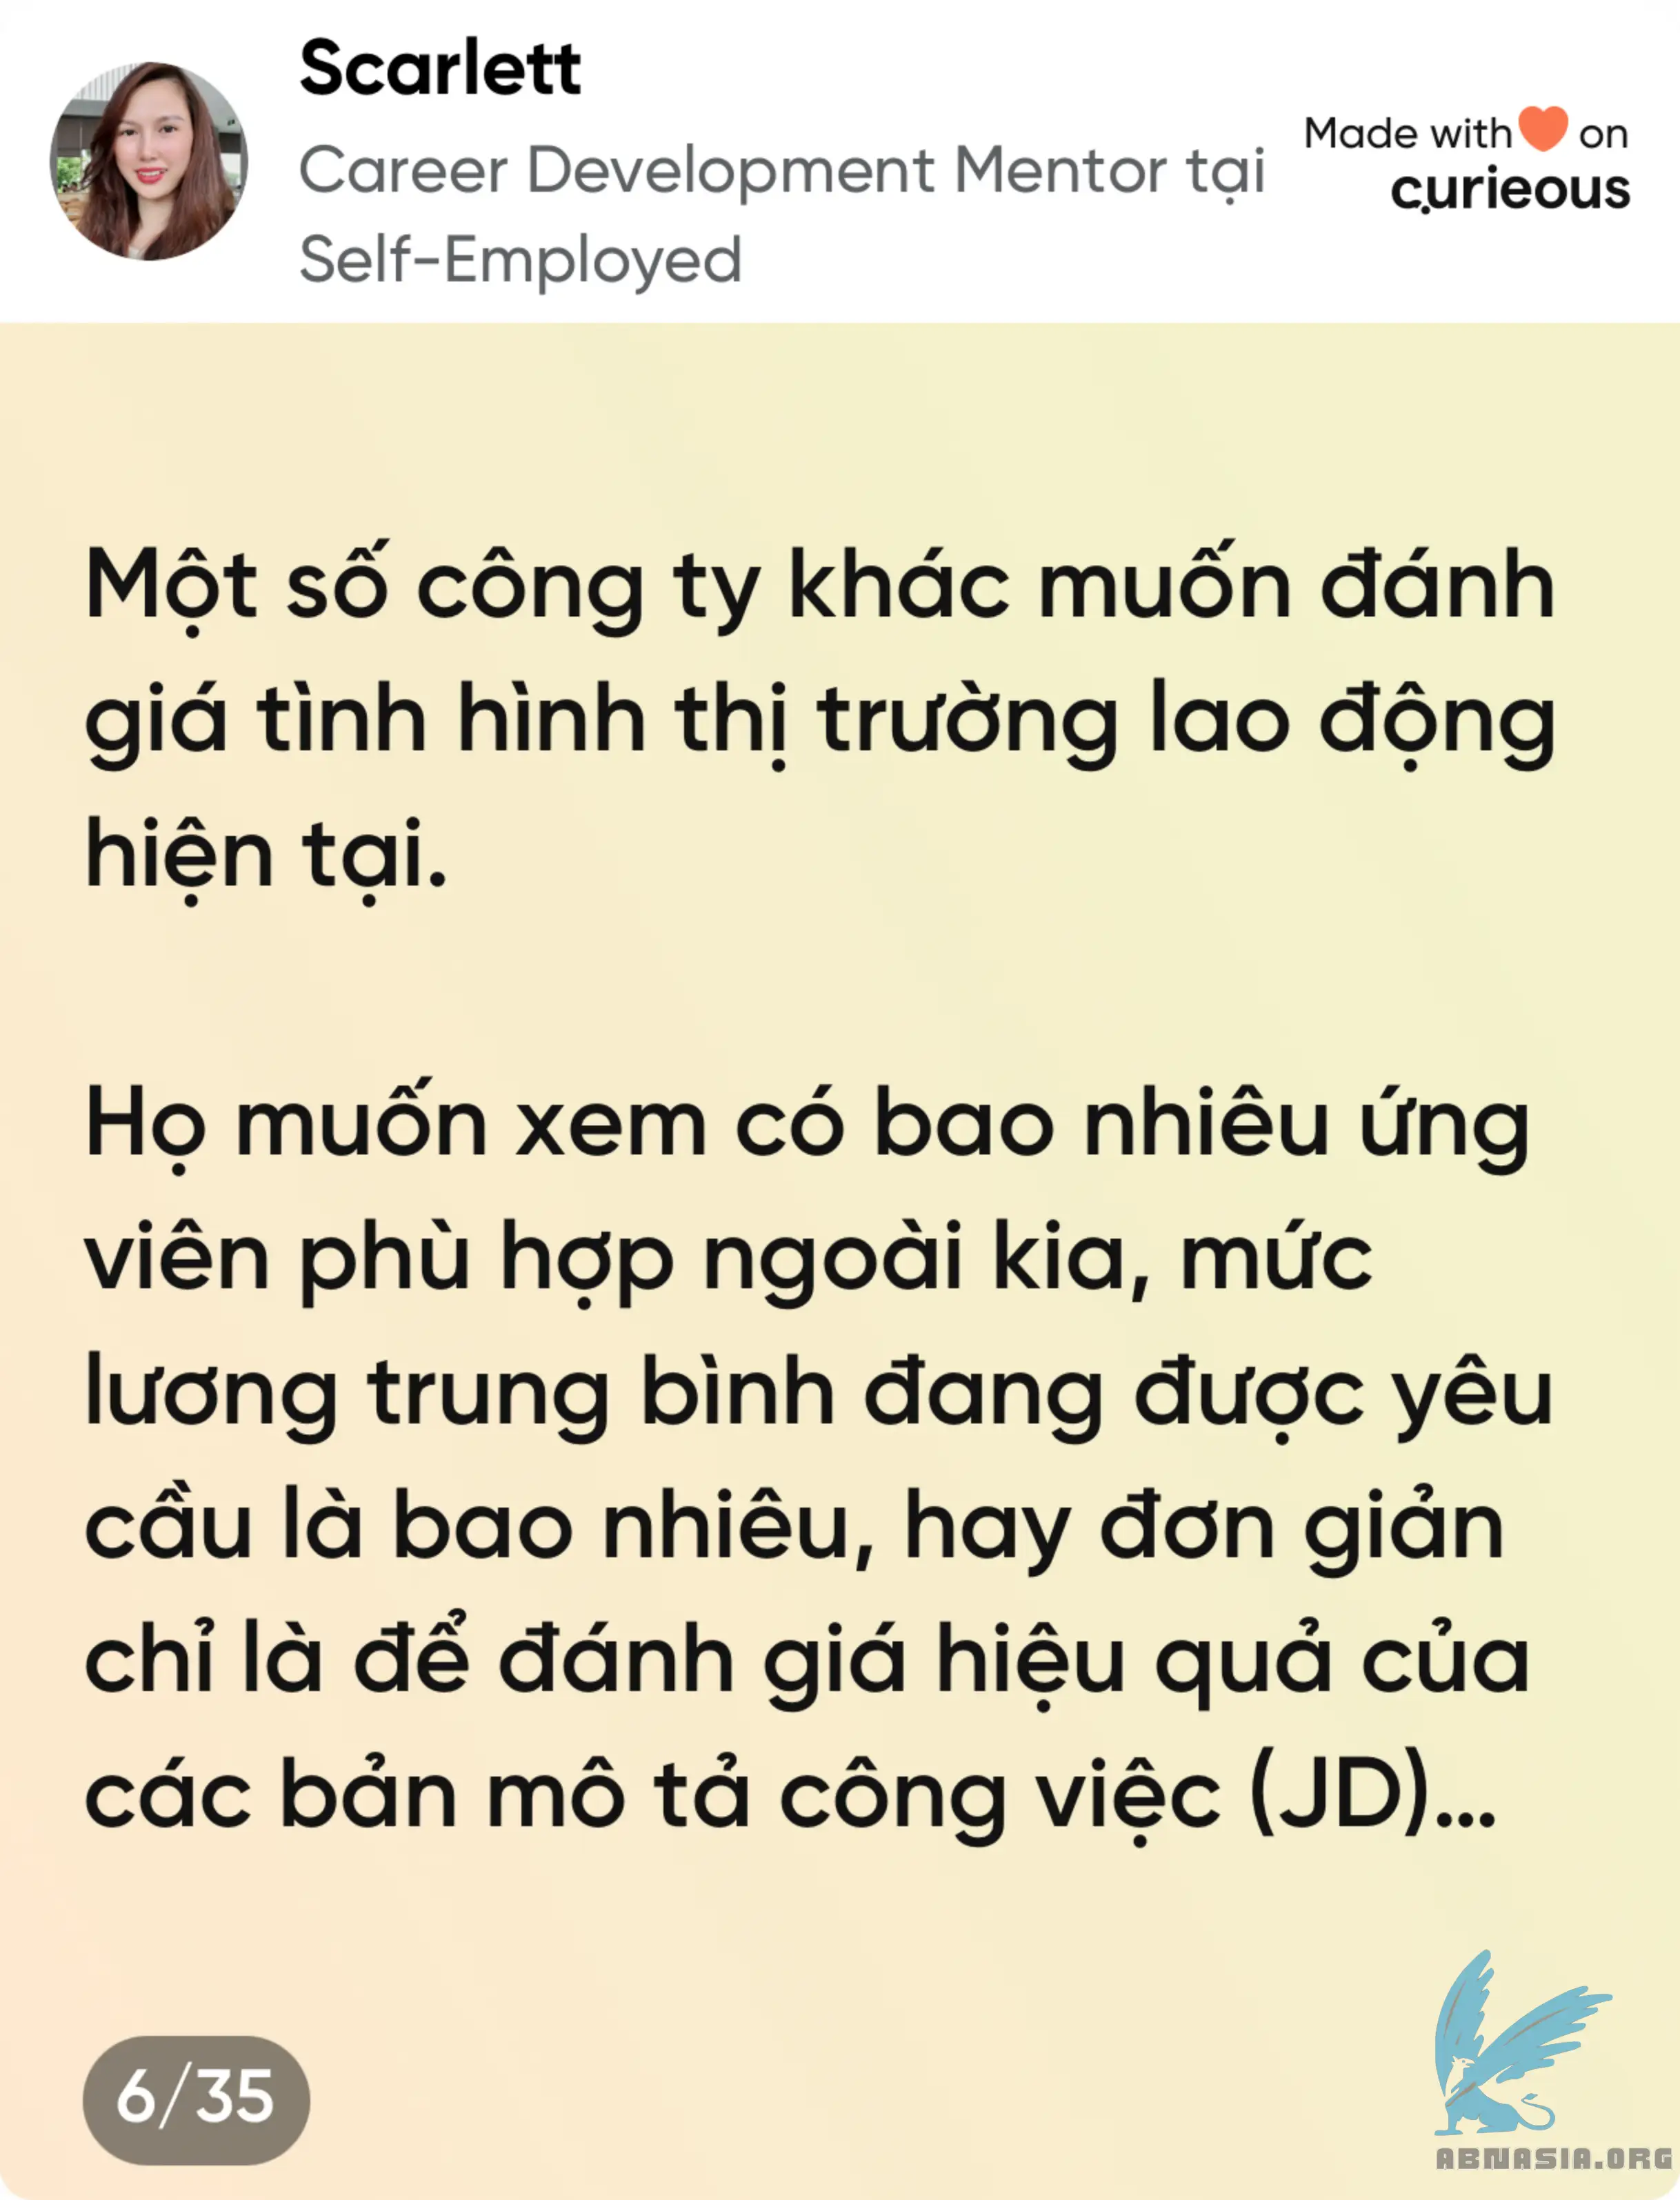 Scarlett
Career Development Mentor tại
Self-Employed
Made with on
curieous
Một số công ty khác muốn đánh
giá tình hình thị trường lao động
hiện tại.
Họ muốn xem có bao nhiêu ứng
viên phù hợp ngoài kia, mức
lương trung bình đang được yêu
cầu là bao nhiêu, hay đơn giản
chỉ là để đánh giá hiệu quả của
các bản mô tả công việc (JD)...
6/35
ABNASIA.ORG